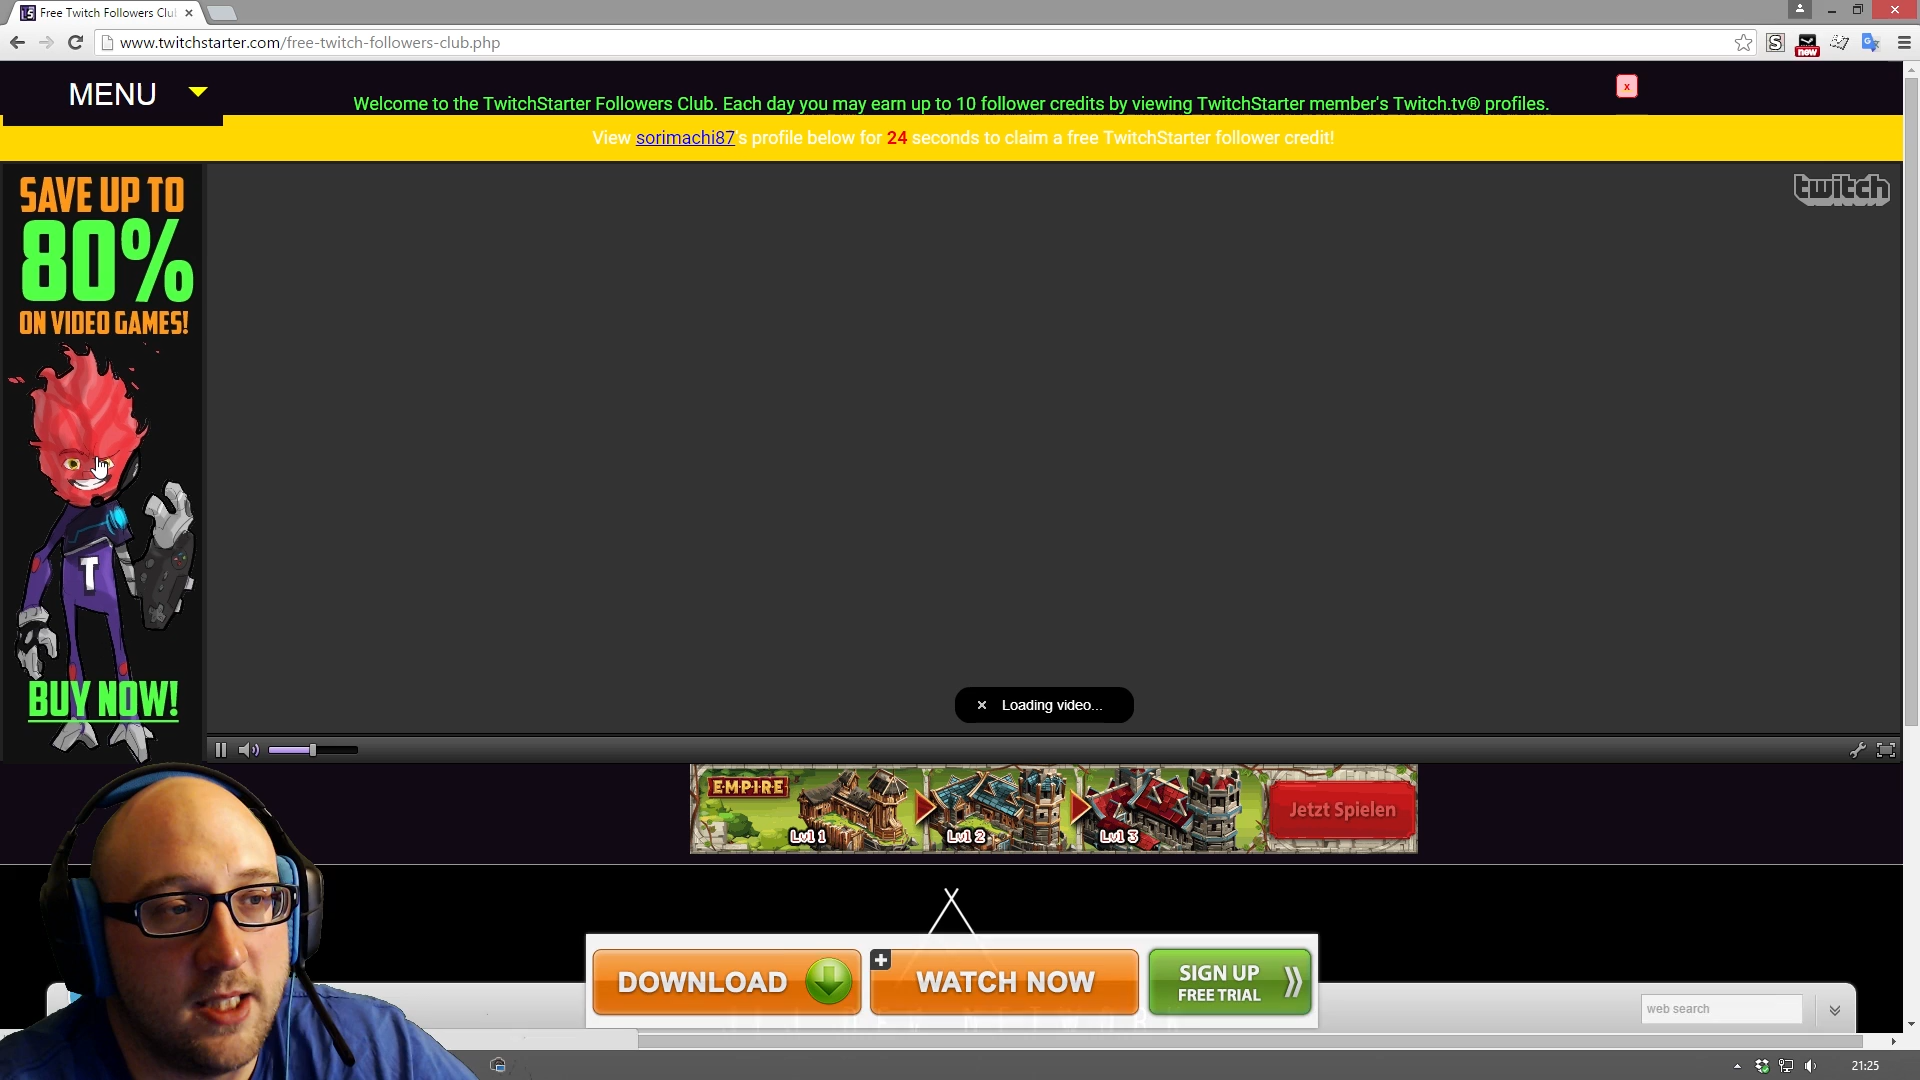 Free Twitch Followers Clu
www.twitchstarter.com/free-twitch-followers-club.php
S
new
MENU
Welcome to the TwitchStarter Followers Club. Each day you may earn up to 10 follower credits by viewing TwitchStarter member's Twitch.tv® profiles.
x
View sorimachi87's profile below for 24 seconds to claim a free TwitchStarter follower credit!
SAVE UP TO
80%
ON VIDEO GAMES!
T
BUY NOW!
twitch
Loading video...
EMPIRE
Lvl 1
Lvl 2
Lvl 3
Jetzt Spielen
DOWNLOAD
WATCH NOW
SIGN UP
FREE TRIAL
web search
21:25